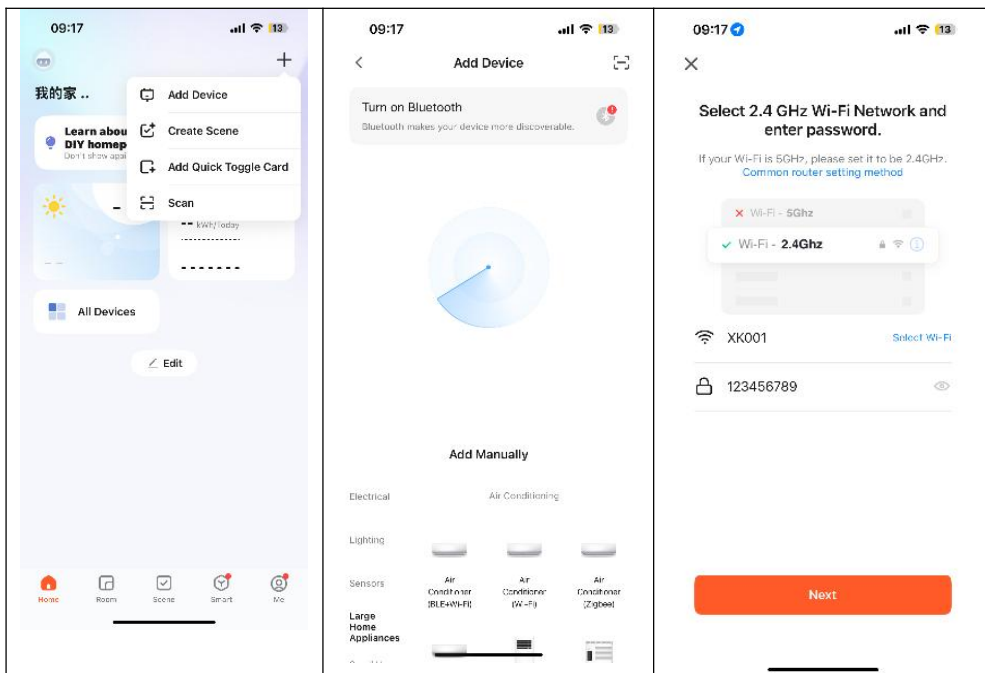 09:17
13
我的家 ..
Add Device
Create Scene
Add Quick Toggle Card
Scan
Learn abou
DIY homep
Don't show agai
kWh/Today
All Devices
Edit
Home
Room
Scene
Smart
Me
09:17
13
Add Device
Turn on Bluetooth
Bluetooth makes your device more discoverable.
Add Manually
Electrical
Air Conditioning
Lighting
Sensors
Air
Conditioner
(BLE+Wi-Fi)
Air
Conditioner
(Wi-Fi)
Air
Conditioner
(Zigbee)
Large
Home
Appliances
09:17
13
Select 2.4 GHz Wi-Fi Network and
enter password.
If your Wi-Fi is 5GHz, please set it to be 2.4GHz.
Common router setting method
Wi-Fi - 5Ghz
Wi-Fi - 2.4Ghz
XK001
Select Wi-Fi
123456789
Next